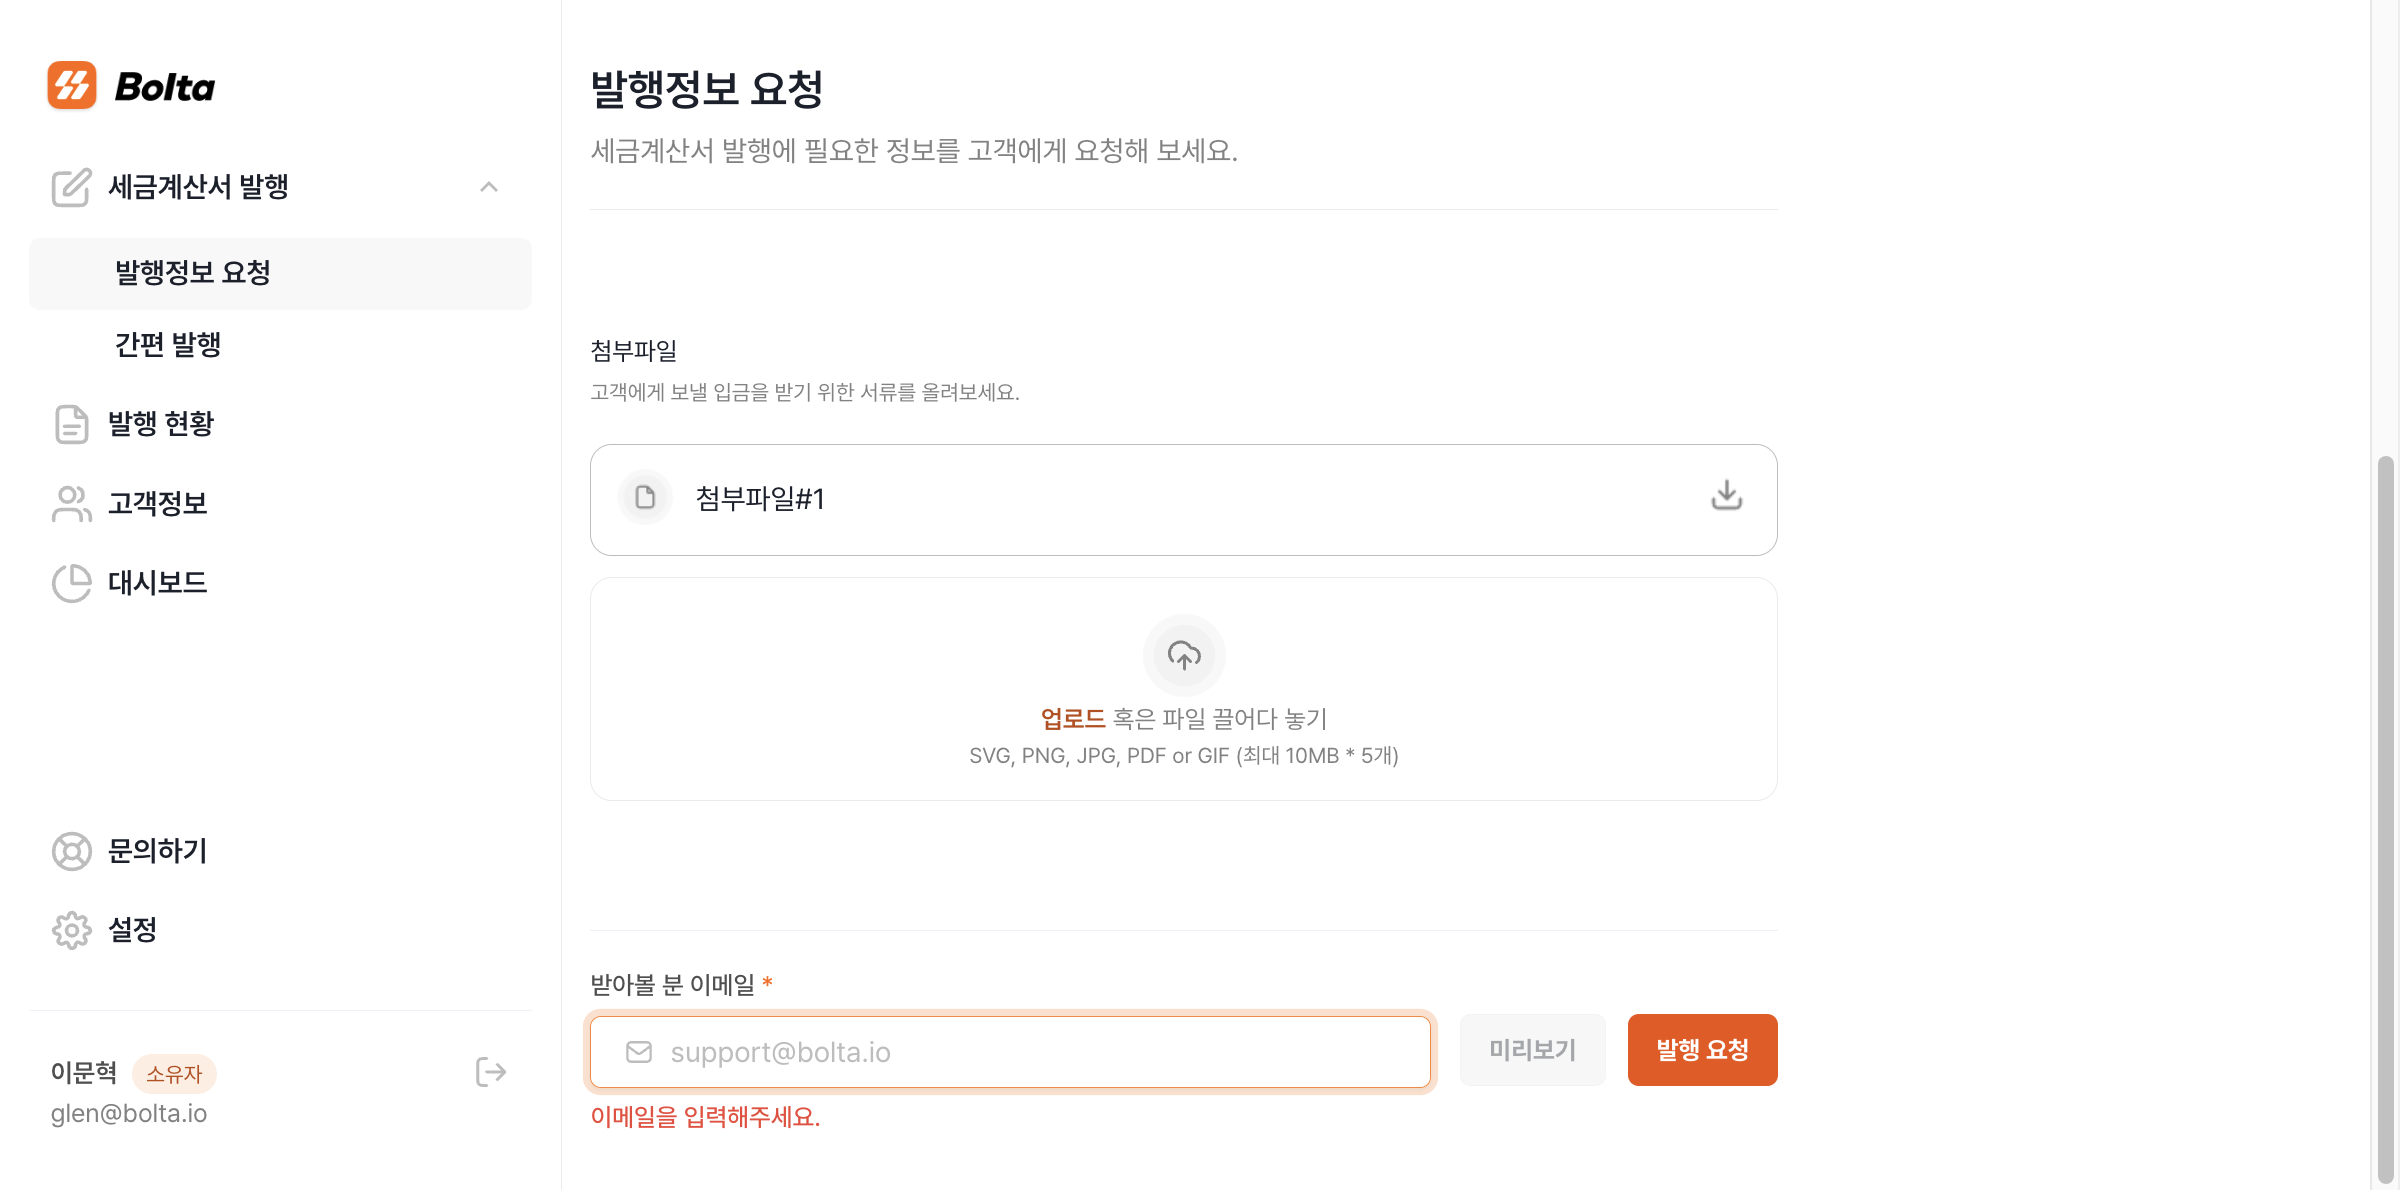 Bolta
세금계산서 발행
발행정보 요청
간편 발행
발행 현황
고객정보
대시보드
문의하기
설정
이문혁 소유자
glen@bolta.io
발행정보 요청
세금계산서 발행에 필요한 정보를 고객에게 요청해 보세요.
첨부파일
고객에게 보낼 입금을 받기 위한 서류를 올려보세요.
첨부파일#1
업로드 혹은 파일 끌어다 놓기
SVG, PNG, JPG, PDF or GIF (최대 10MB * 5개)
받아볼 분 이메일 *
support@bolta.io
미리보기
발행 요청
이메일을 입력해주세요.